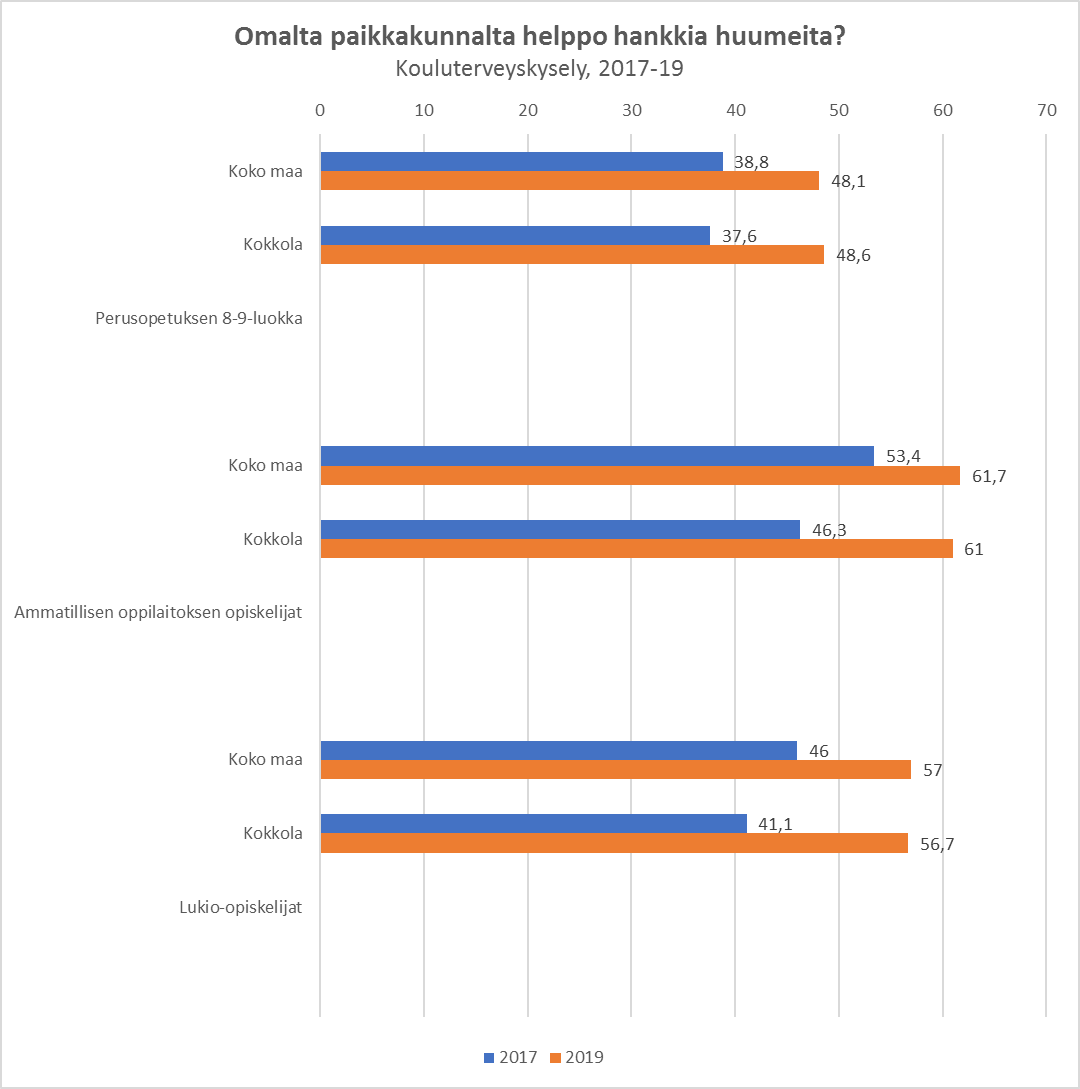 Omalta paikkakunnalta helppo hankkia huumeita?
Kouluterveyskysely, 2017-19
0 10 20 30 40 50 60 70
Koko maa 38,8
48,1
Kokkola 37,6
48,6
Perusopetuksen 8-9-luokka
Koko maa 53,4
61,7
Kokkola 46,3
61
Ammatillisen oppilaitoksen opiskelijat
Koko maa 46
57
Kokkola 41,1
56,7
Lukio-opiskelijat
2017 2019